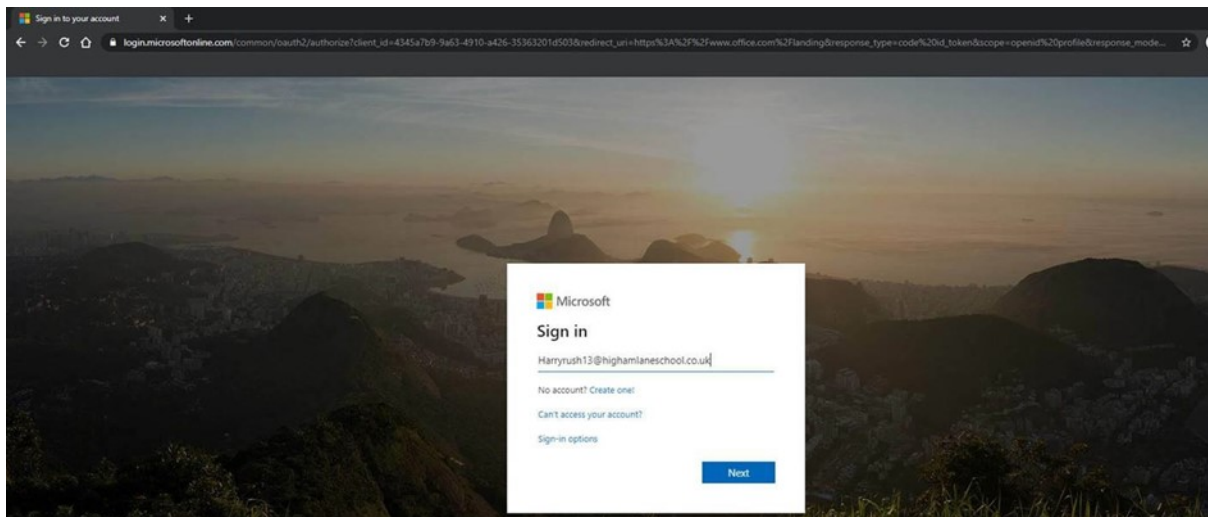 Sign in to your account
login.microsoftonline.com/common/oauth2/authorize?client_id=4345a7b9-9a63-4910-a426-35363201d503&redirect_uri=https%3A%2F%2Fwww.office.com%2Flanding&response_type=code%20id_token&scope=openid%20profile&response_mode...
Microsoft
Sign in
Harryrush13@highamlaneschool.co.uk
No account? Create one!
Can't access your account?
Sign-in options
Next